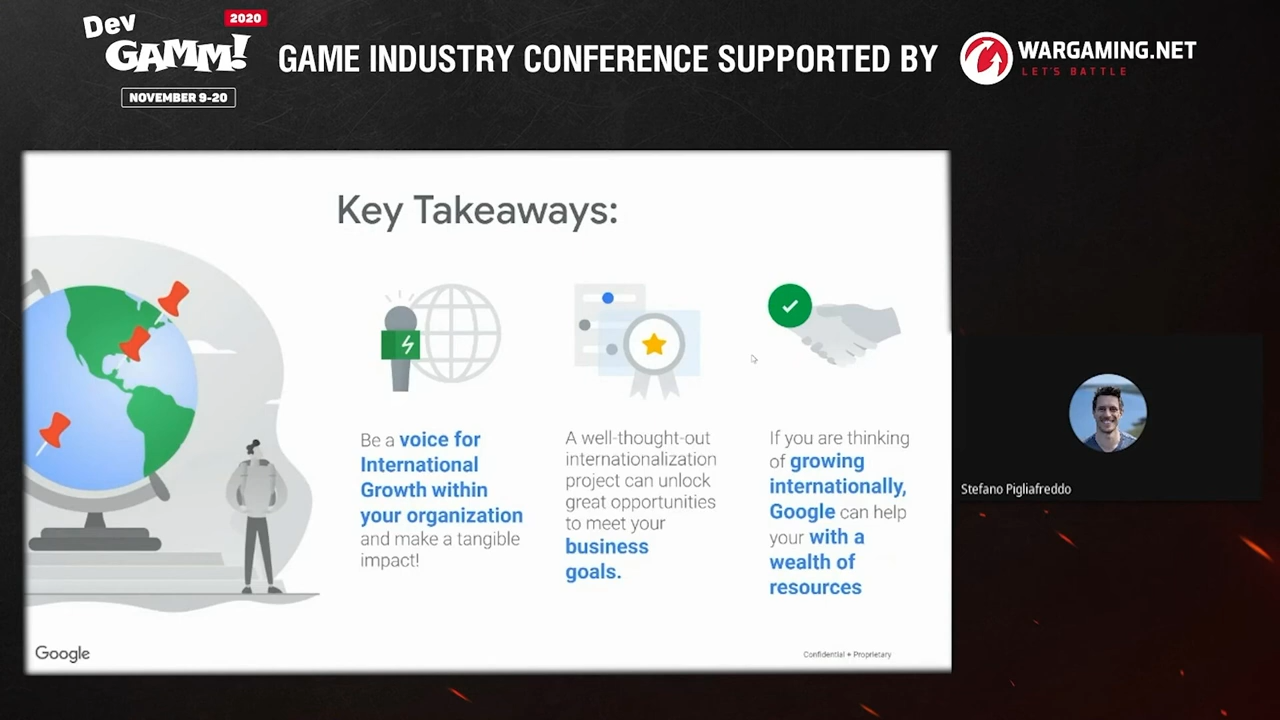 Dev
GAMM!
2020
NOVEMBER 9-20
GAME INDUSTRY CONFERENCE SUPPORTED BY
WARGAMING.NET
LET'S BATTLE
Key Takeaways:
Be a voice for
International
Growth within
your organization
and make a tangible
impact!
A well-thought-out
internationalization
project can unlock
great opportunities
to meet your
business
goals.
If you are thinking
of growing
internationally,
Google can help
your with a
wealth of
resources
Stefano Pigliafreddo
Google
Confidential + Proprietary